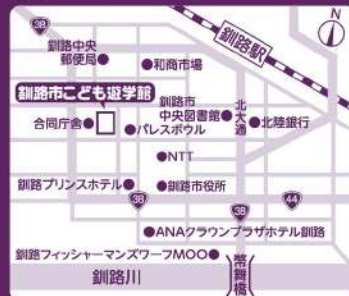 38
N
釧路駅
釧路中央
郵便局
和商市場
釧路市こども遊学館
合同庁舎
釧路市
中央図書館
パレスボウル
北大通
北陸銀行
NTT
釧路プリンスホテル
38
釧路市役所
38
44
ANAクラウンプラザホテル釧路
釧路フィッシャーマンズワーフMOO
釧路川
幣舞橋